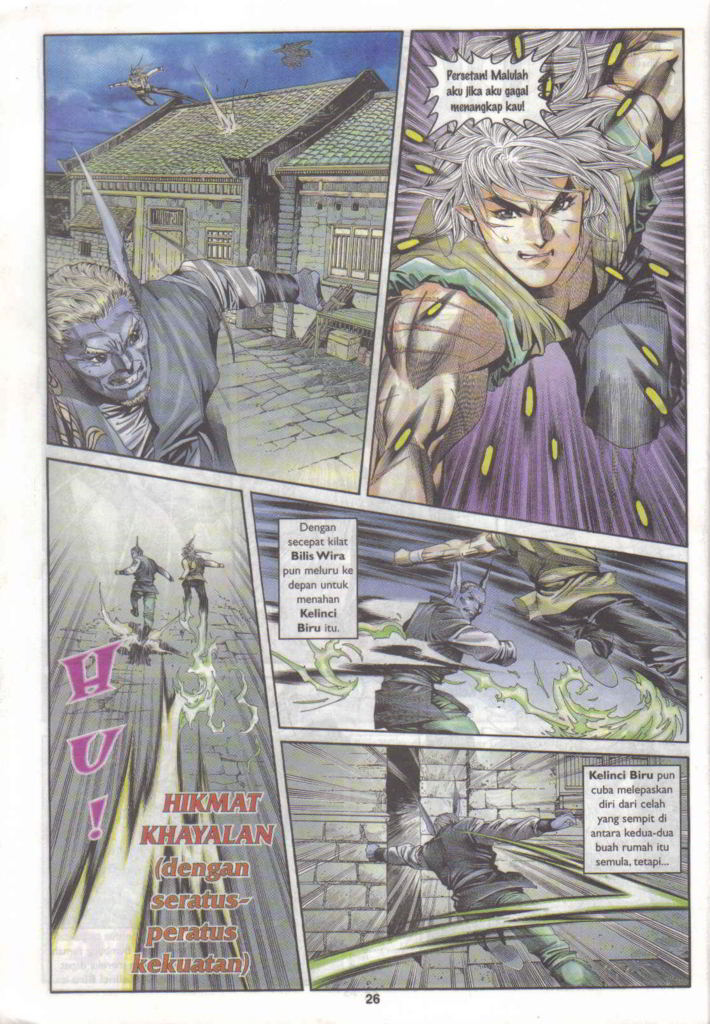 Persetan! Malulah
aku jika aku gagal
menangkap kau!
HU!
HIKMAT
KHAYALAN
(dengan
seratus-
peratus
kekuatan)
Dengan
secepat kilat
Bilis Wira
pun meluru ke
depan untuk
menahan
Kelinci
Biru itu.
Kelinci Biru pun
cuba melepaskan
diri dari celah
yang sempit di
antara kedua-dua
buah rumah itu
semula, tetapi...
26